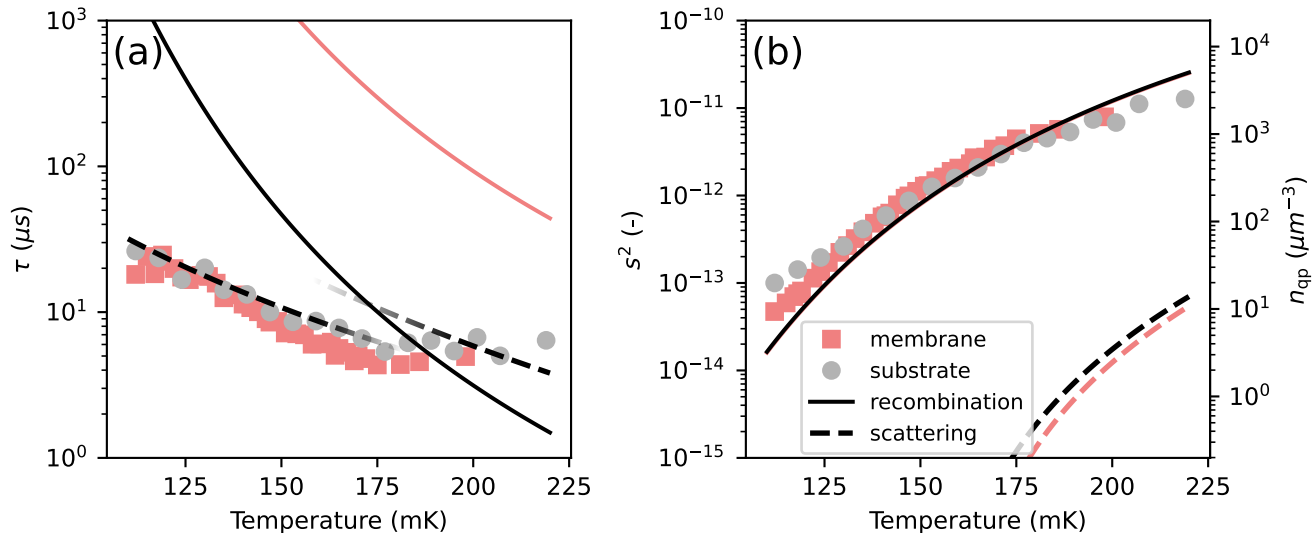 (a)
10³
10²
10¹
10⁰
τ (μs)
125
150
175
200
225
Temperature (mK)
(b)
10⁻¹⁰
10⁻¹¹
10⁻¹²
10⁻¹³
10⁻¹⁴
10⁻¹⁵
s² (-)
membrane
substrate
recombination
scattering
125
150
175
200
225
Temperature (mK)
10⁴
10³
10²
10¹
10⁰
n_qp (μm⁻³)